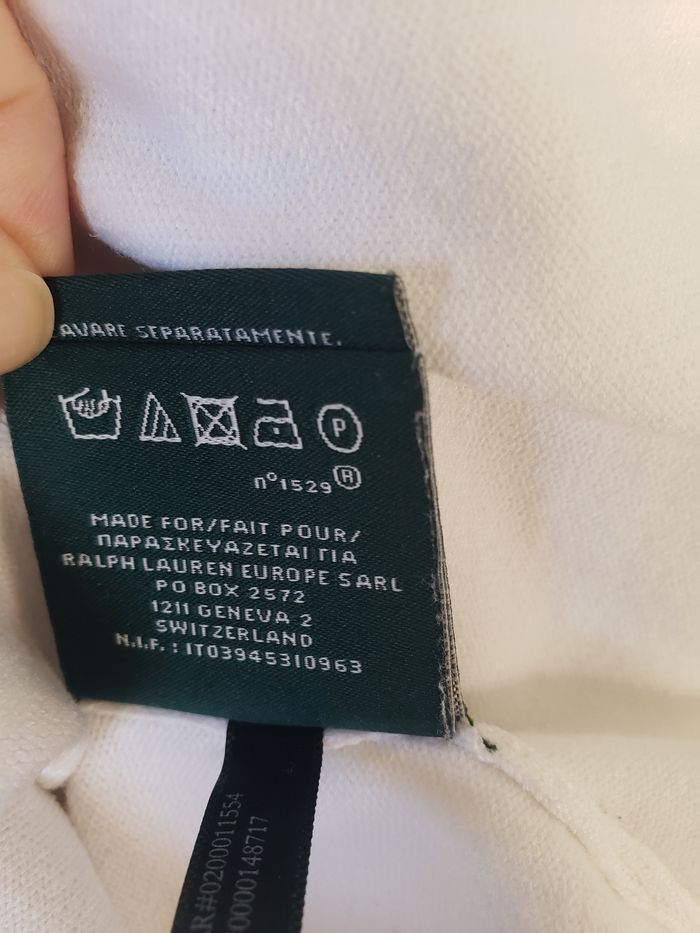 AVARE SEPARATAMENTE.
P
n°1529®
MADE FOR/FAIT POUR/
ΠΑΡΑΣΚΕΥΑΖΕΤΑΙ ΓΙΑ
RALPH LAUREN EUROPE SARL
PO BOX 2572
1211 GENEVA 2
SWITZERLAND
N.I.F. : IT03945310963
R#0200011554
0000148717